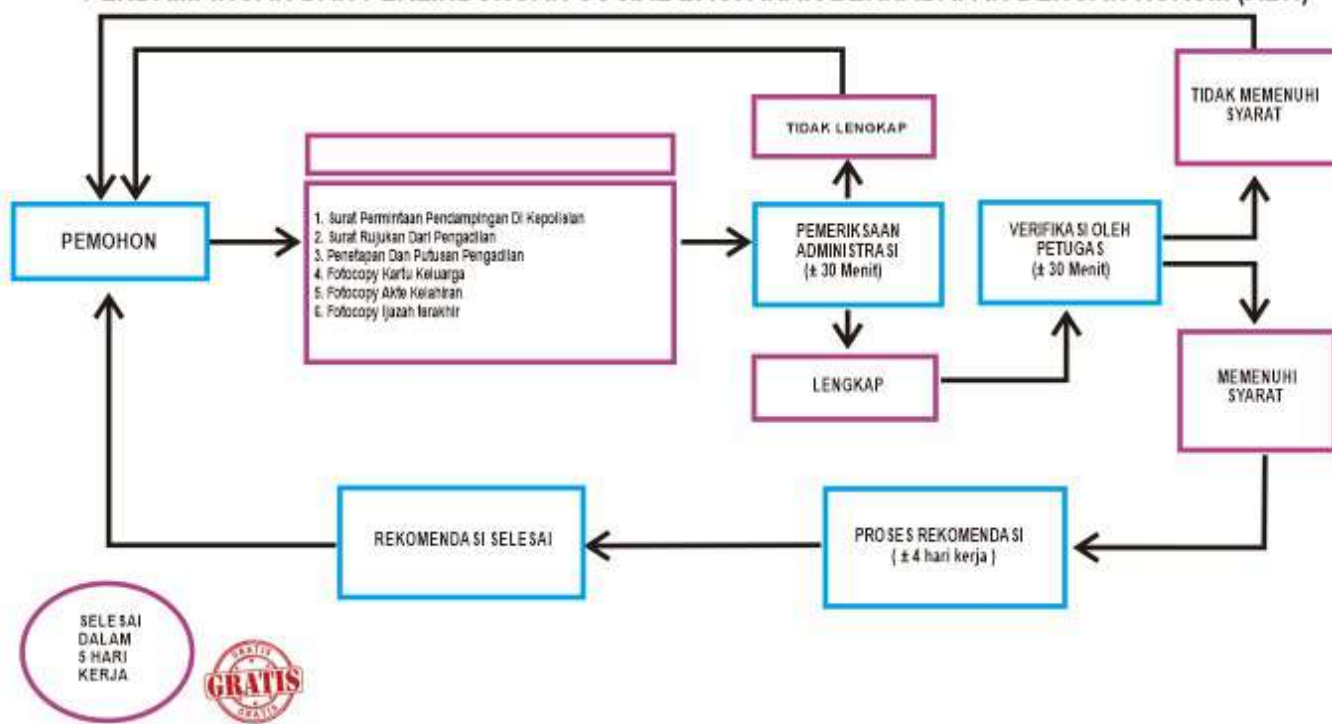 TIDAK MEMENUHI
SYARAT
TIDAK LENGKAP
PEMOHON
1. Surat Permintaan Pendampingan Di Kepolisian
2. Surat Rujukan Dari Pengadilan
3. Penetapan Dan Putusan Pengadilan
4. Fotocopy Kartu Keluarga
5. Fotocopy Akte Kelahiran
6. Fotocopy Ijazah terakhir
PEMERIKSAAN
ADMINISTRASI
(± 30 Menit)
VERIFIKASI OLEH
PETUGAS
(± 30 Menit)
LENGKAP
MEMENUHI
SYARAT
REKOMENDASI SELESAI
PROSES REKOMENDASI
( ± 4 hari kerja )
SELESAI
DALAM
5 HARI
KERJA
GRATIS
GRATIS
GRATIS